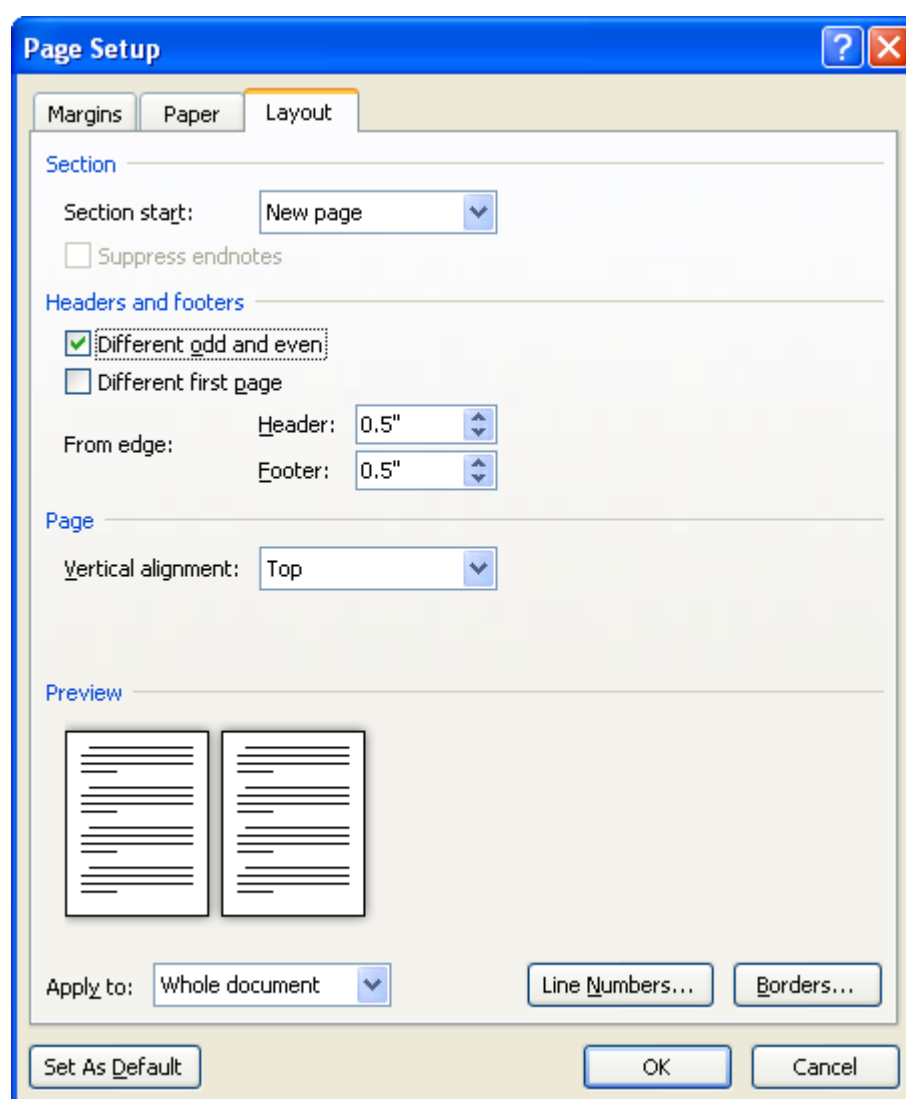 Page Setup
Margins Paper Layout
Section
Section start: New page
Suppress endnotes
Headers and footers
Different odd and even
Different first page
From edge:
Header: 0.5"
Footer: 0.5"
Page
Vertical alignment: Top
Preview
Apply to: Whole document Line Numbers... Borders...
Set As Default OK Cancel